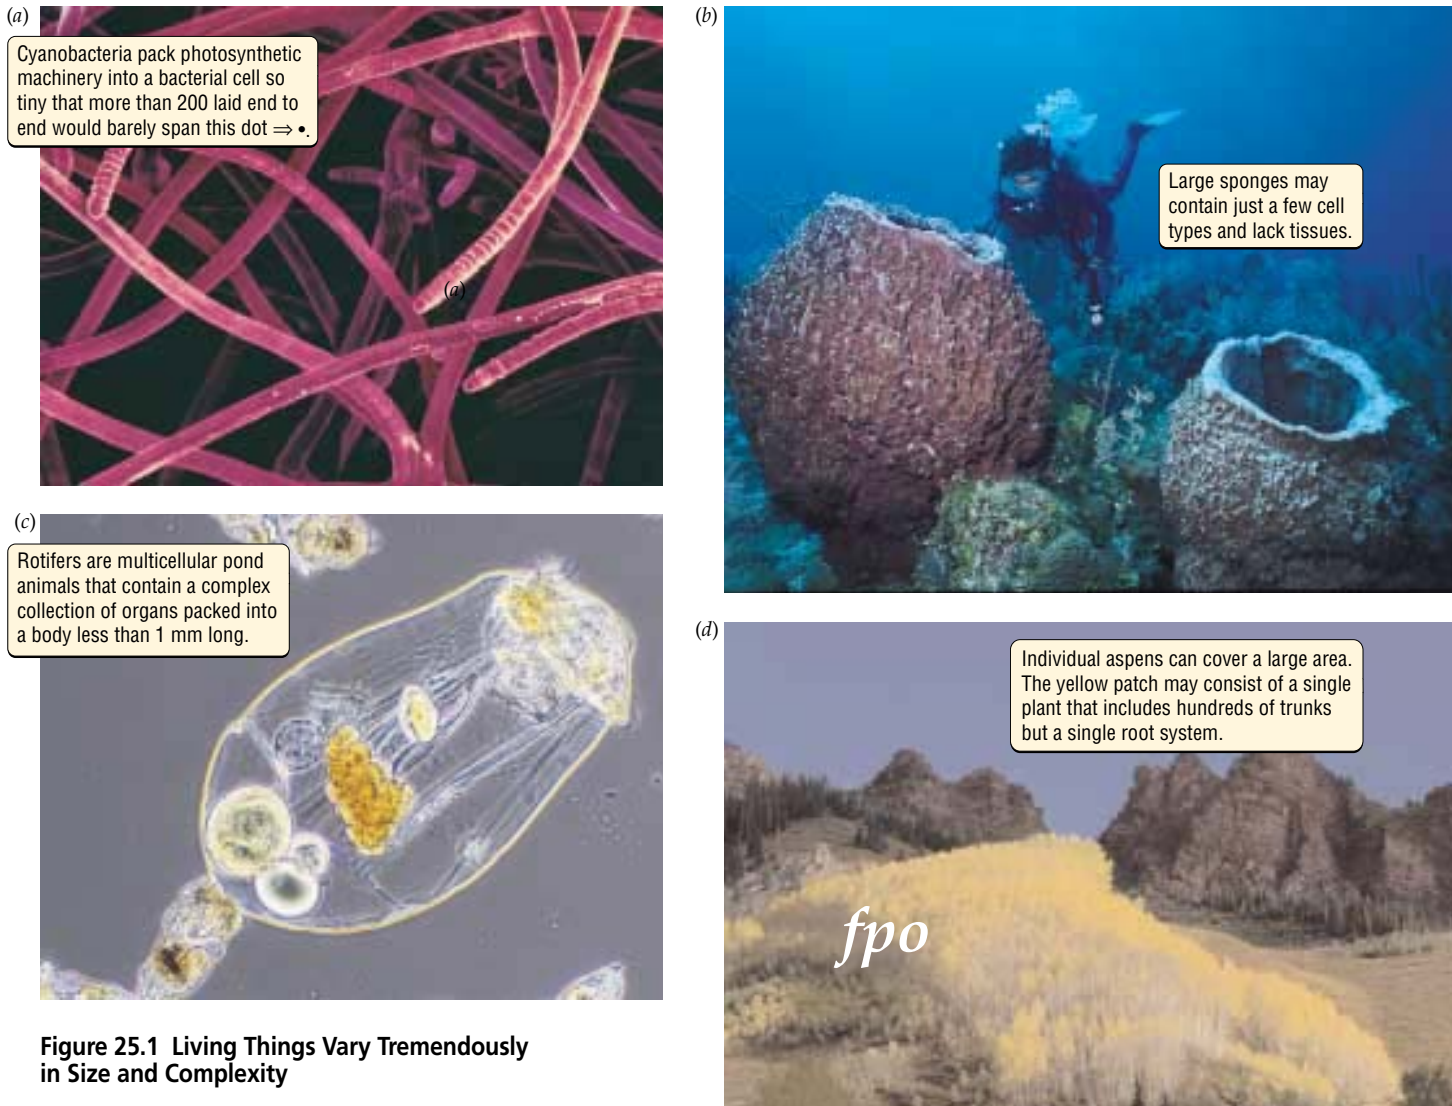 (a)
Cyanobacteria pack photosynthetic
machinery into a bacterial cell so
tiny that more than 200 laid end to
end would barely span this dot ⇒ •.
(a)
(b)
Large sponges may
contain just a few cell
types and lack tissues.
(c)
Rotifers are multicellular pond
animals that contain a complex
collection of organs packed into
a body less than 1 mm long.
(d)
Individual aspens can cover a large area.
The yellow patch may consist of a single
plant that includes hundreds of trunks
but a single root system.
fpo
Figure 25.1 Living Things Vary Tremendously
in Size and Complexity